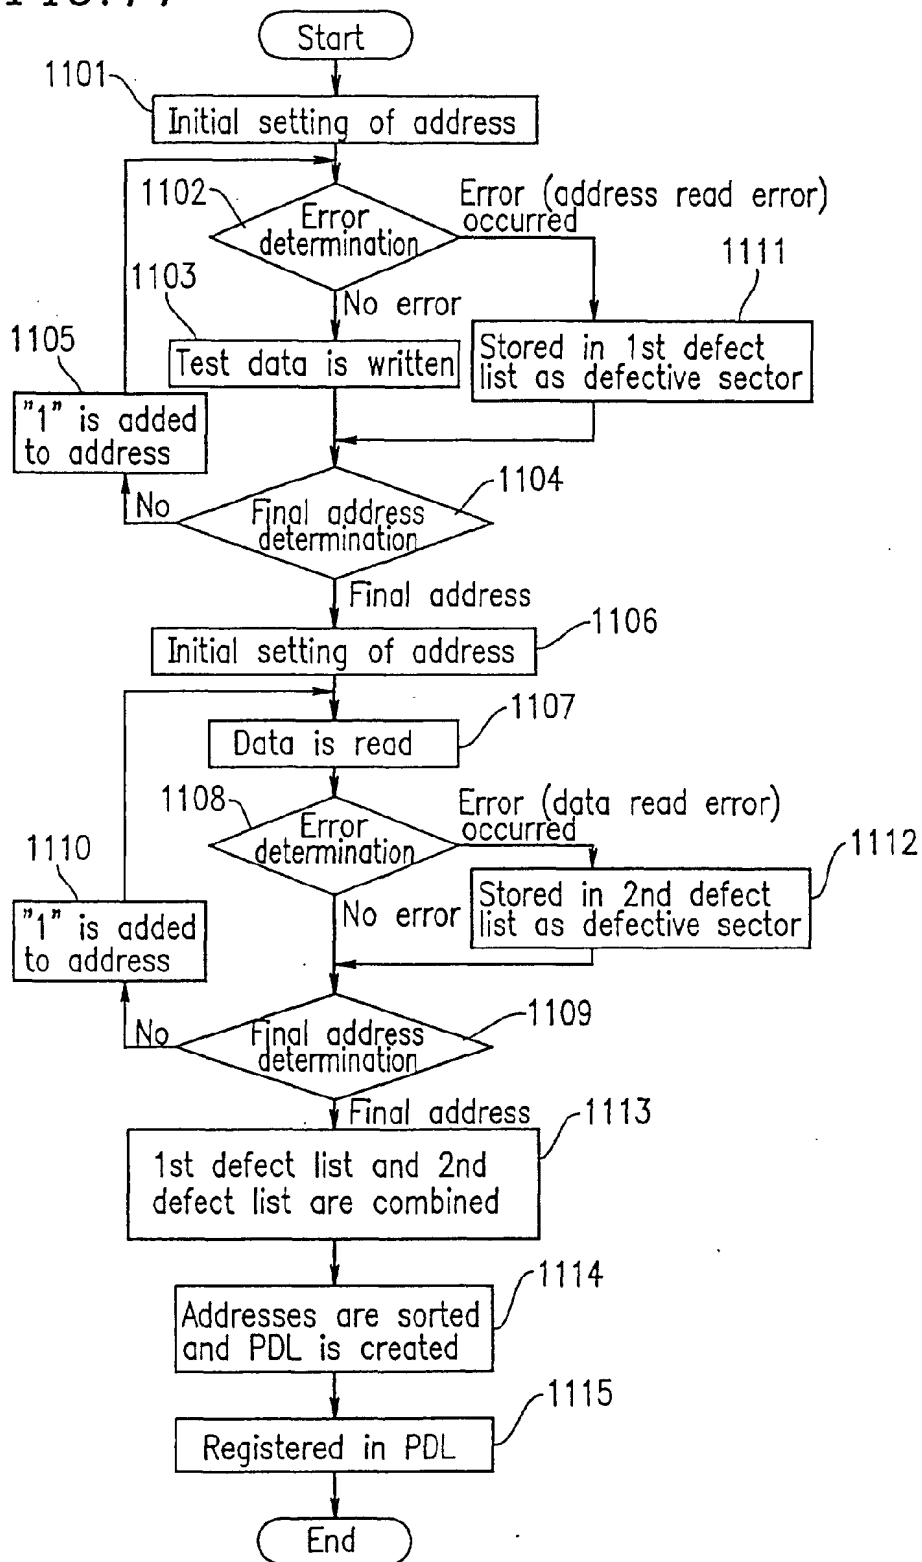 Start
1101
Initial setting of address
1102
Error
determination
Error (address read error)
occurred
1111
1103
No error
Test data is written
Stored in 1st defect
list as defective sector
1105
"1" is added
to address
1104
No
Final address
determination
Final address
1106
Initial setting of address
1107
Data is read
1108
Error
determination
Error (data read error)
occurred
1112
1110
No error
Stored in 2nd defect
list as defective sector
"1" is added
to address
1109
No
Final address
determination
Final address
1113
1st defect list and 2nd
defect list are combined
1114
Addresses are sorted
and PDL is created
1115
Registered in PDL
End